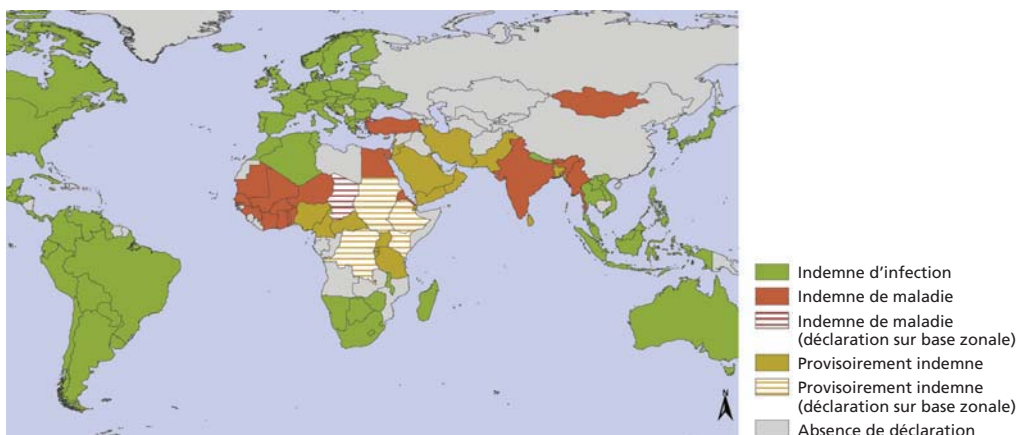 Indemne d'infection
Indemne de maladie
Indemne de maladie
(déclaration sur base zonale)
Provisoirement indemne
Provisoirement indemne
(déclaration sur base zonale)
N
Absence de déclaration